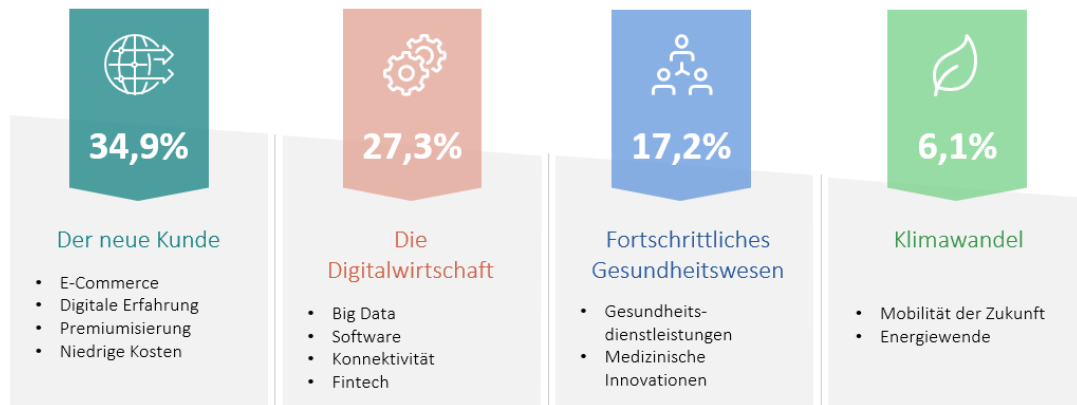 34,9%
Der neue Kunde
• E-Commerce
• Digitale Erfahrung
• Premiumisierung
• Niedrige Kosten
27,3%
Die
Digitalwirtschaft
• Big Data
• Software
• Konnektivität
• Fintech
17,2%
Fortschrittliches
Gesundheitswesen
• Gesundheits-
dienstleistungen
• Medizinische
Innovationen
6,1%
Klimawandel
• Mobilität der Zukunft
• Energiewende